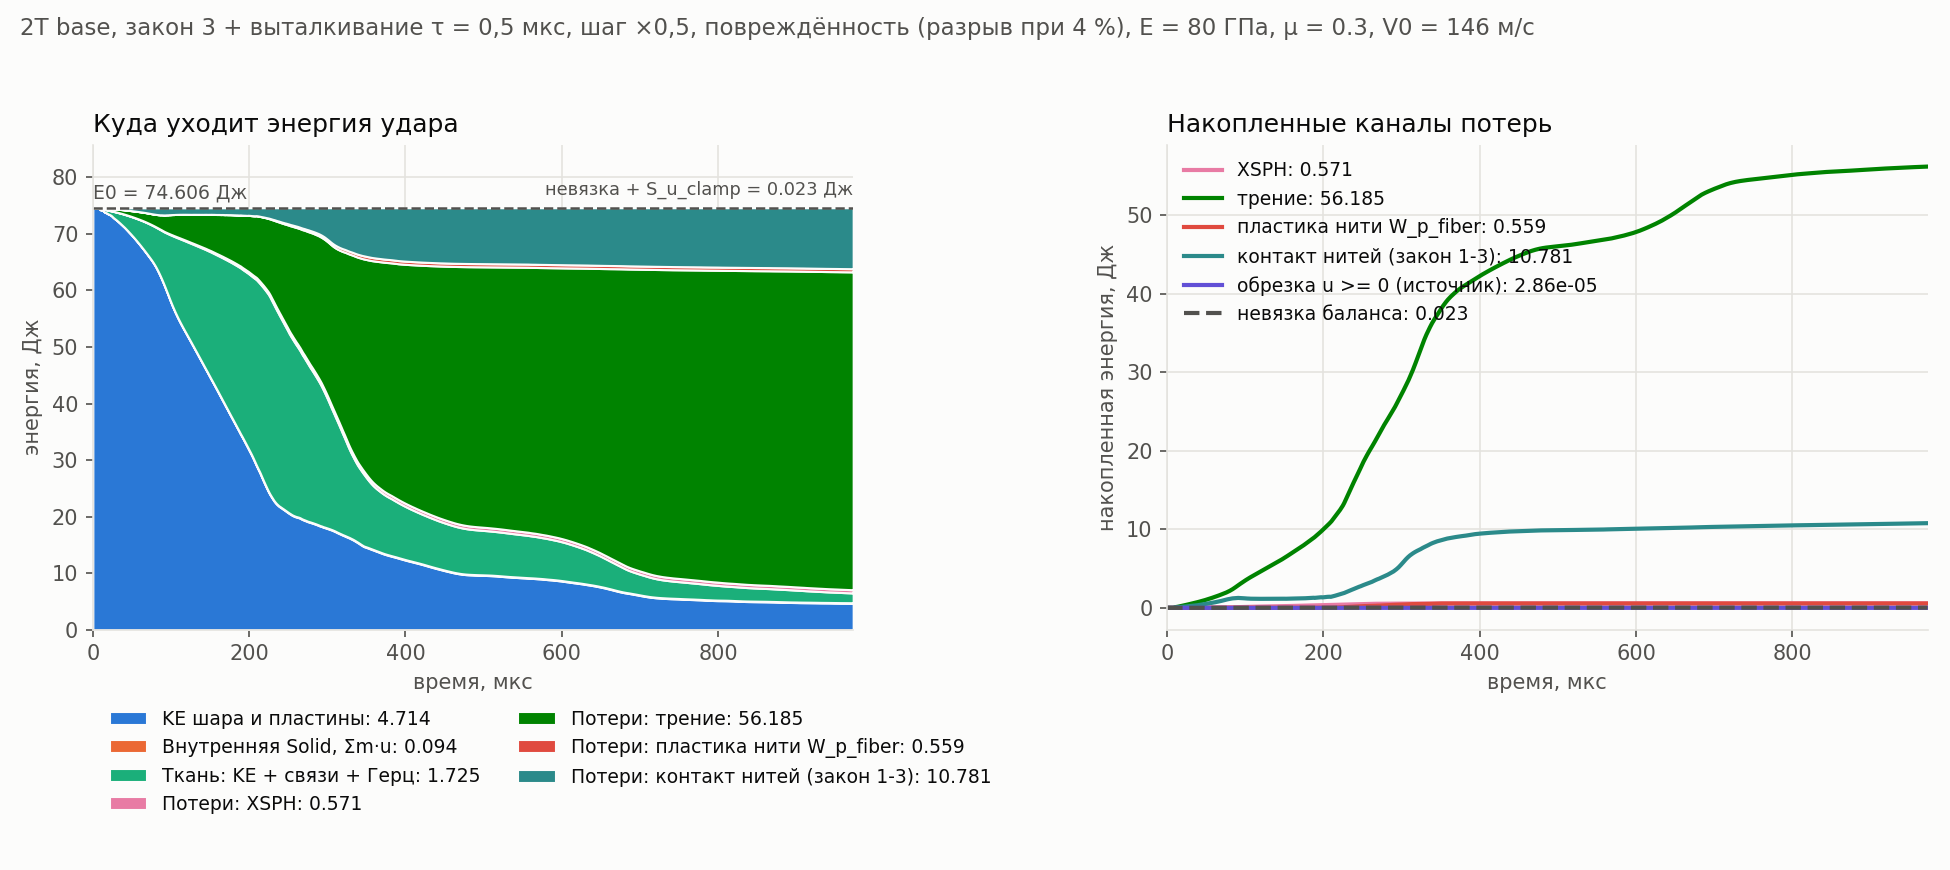 2T base, закон 3 + выталкивание τ = 0,5 мкс, шаг ×0,5, повреждённость (разрыв при 4 %), E = 80 ГПа, μ = 0.3, V0 = 146 м/с
Куда уходит энергия удара
E0 = 74.606 Дж
невязка + S_u_clamp = 0.023 Дж
энергия, Дж
80
70
60
50
40
30
20
10
0
0 200 400 600 800
время, мкс
KE шара и пластины: 4.714
Внутренняя Solid, Σm·u: 0.094
Ткань: KE + связи + Герц: 1.725
Потери: XSPH: 0.571
Потери: трение: 56.185
Потери: пластика нити W_p_fiber: 0.559
Потери: контакт нитей (закон 1-3): 10.781
Накопленные каналы потерь
XSPH: 0.571
трение: 56.185
пластика нити W_p_fiber: 0.559
контакт нитей (закон 1-3): 10.781
обрезка u >= 0 (источник): 2.86e-05
невязка баланса: 0.023
накопленная энергия, Дж
50
40
30
20
10
0
0 200 400 600 800
время, мкс